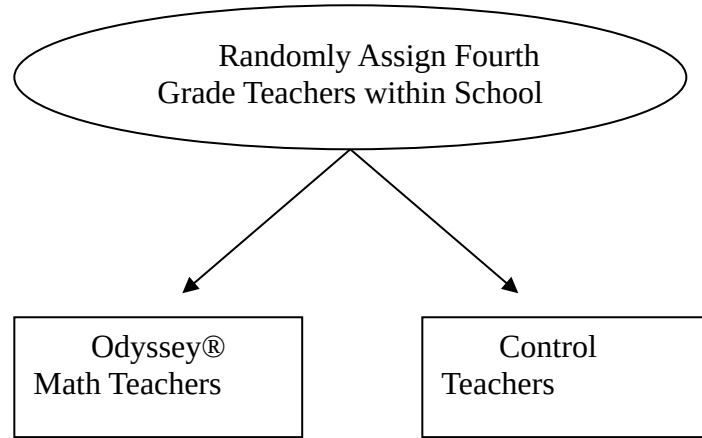 Randomly Assign Fourth
Grade Teachers within School
Odyssey®
Math Teachers
Control
Teachers